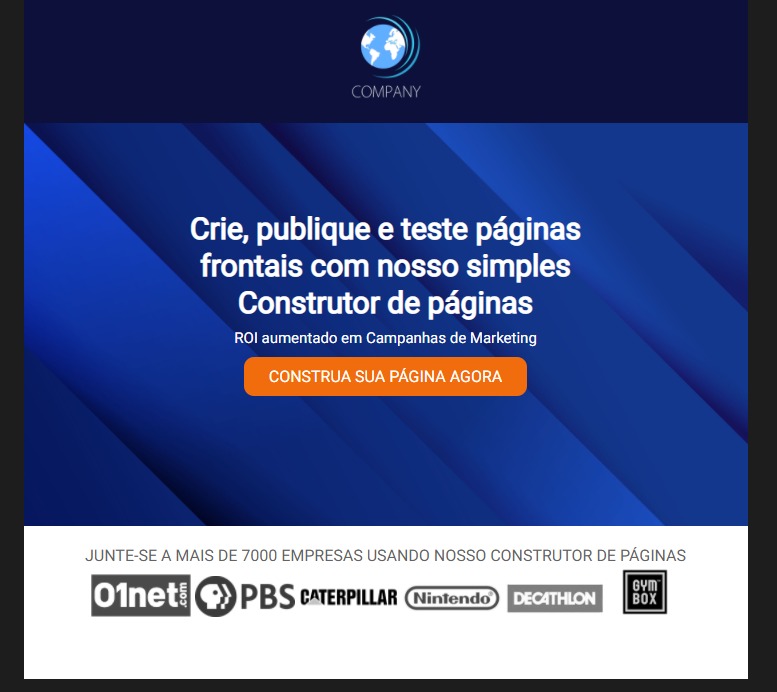 COMPANY
Crie, publique e teste páginas
frontais com nosso simples
Construtor de páginas
ROI aumentado em Campanhas de Marketing
CONSTRUA SUA PÁGINA AGORA
JUNTE-SE A MAIS DE 7000 EMPRESAS USANDO NOSSO CONSTRUTOR DE PÁGINAS
01net.com PBS CATERPILLAR Nintendo DECATHLON GYMBOX